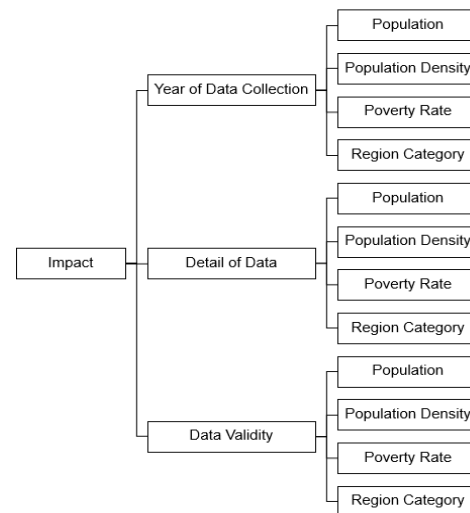 Population
Population Density
Year of Data Collection
Poverty Rate
Region Category
Population
Population Density
Impact
Detail of Data
Poverty Rate
Region Category
Population
Population Density
Data Validity
Poverty Rate
Region Category